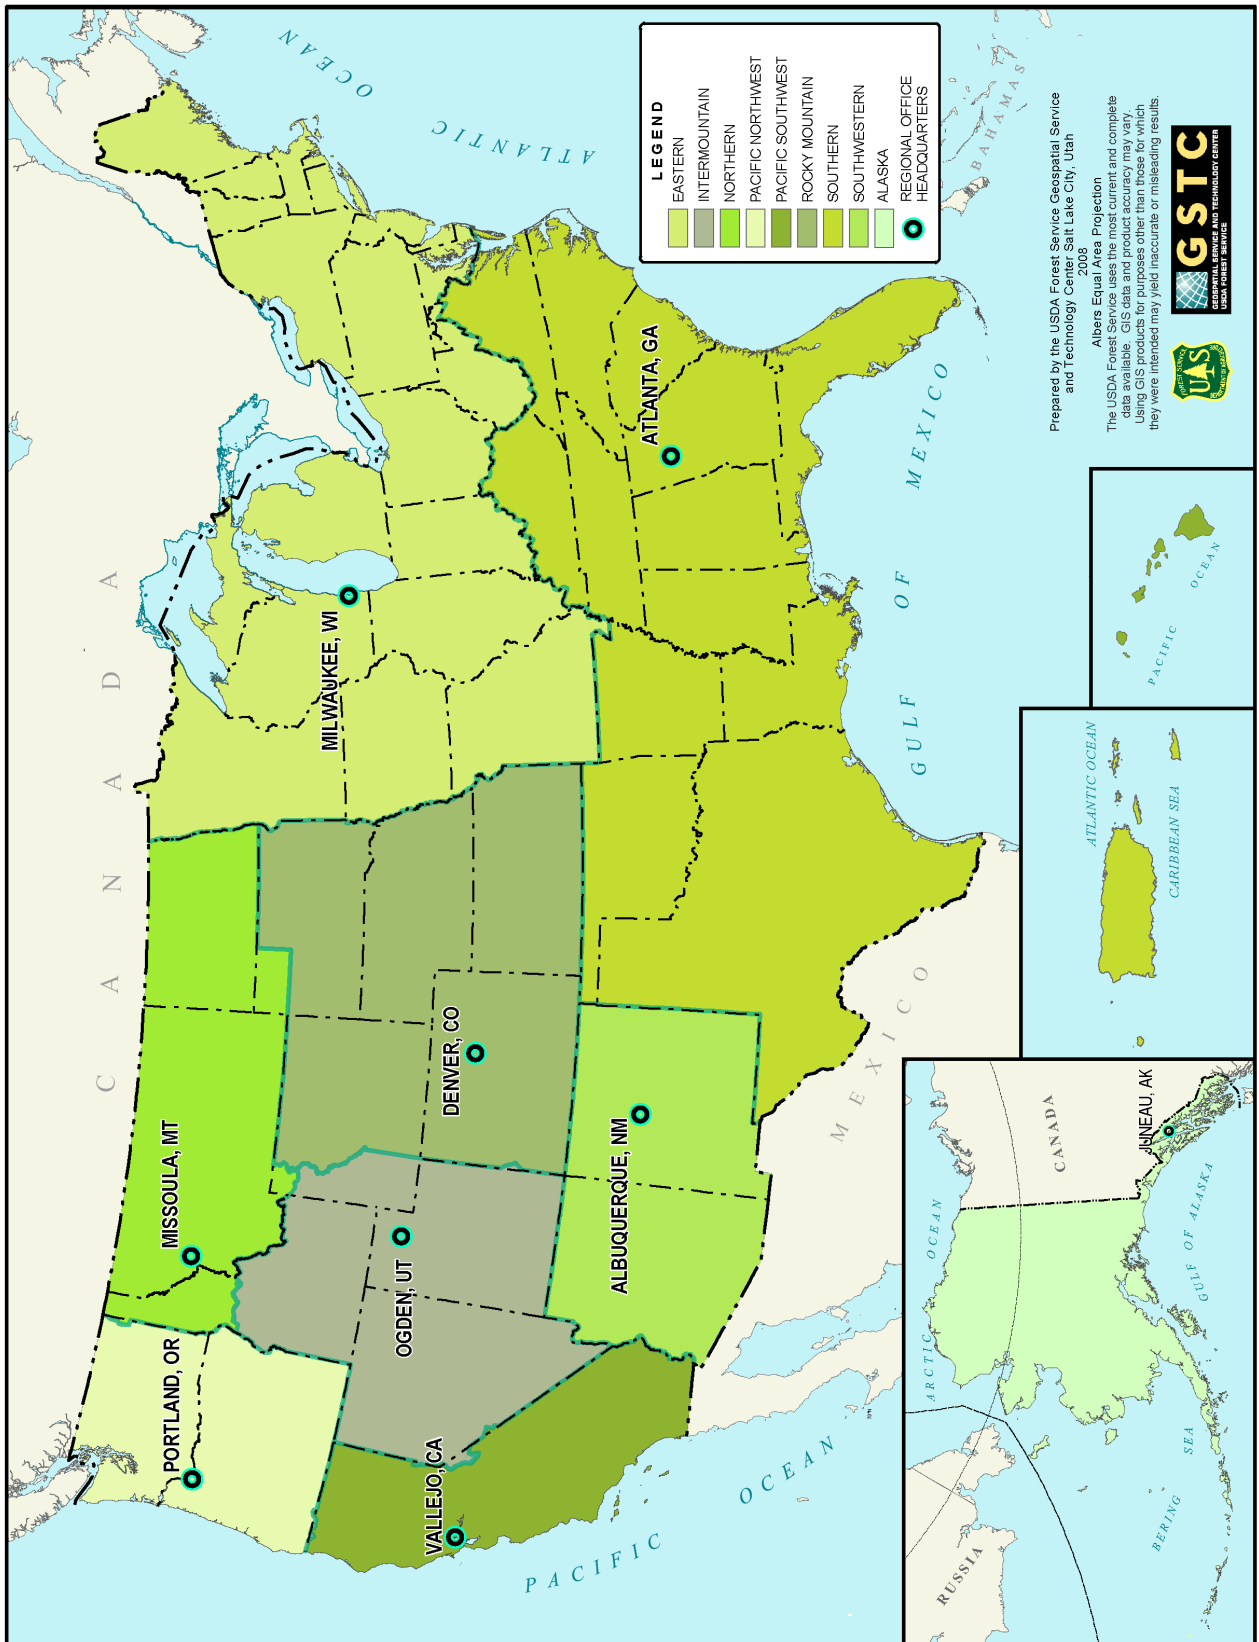 CANADA
PORTLAND, OR
MISSOULA, MT
MILWAUKEE, WI
VALLEJO, CA
OGDEN, UT
DENVER, CO
ALBUQUERQUE, NM
ATLANTA, GA
ATLANTIC
OCEAN
PACIFIC
OCEAN
MEXICO
GULF OF MEXICO
BAHAMAS
LEGEND
EASTERN
INTERMOUNTAIN
NORTHERN
PACIFIC NORTHWEST
PACIFIC SOUTHWEST
ROCKY MOUNTAIN
SOUTHERN
SOUTHWESTERN
ALASKA
REGIONAL OFFICE
HEADQUARTERS
ARCTIC OCEAN
RUSSIA
CANADA
JUNEAU, AK
BERING SEA
GULF OF ALASKA
ATLANTIC OCEAN
CARIBBEAN SEA
PACIFIC
OCEAN
Prepared by the USDA Forest Service Geospatial Service
and Technology Center Salt Lake City, Utah
2008
Albers Equal Area Projection
The USDA Forest Service uses the most current and complete
data available. GIS data and product accuracy may vary.
Using GIS products for purposes other than those for which
they were intended may yield inaccurate or misleading results.
FOREST SERVICE
UAS
GSTC
GEOSPATIAL SERVICE AND TECHNOLOGY CENTER
USDA FOREST SERVICE